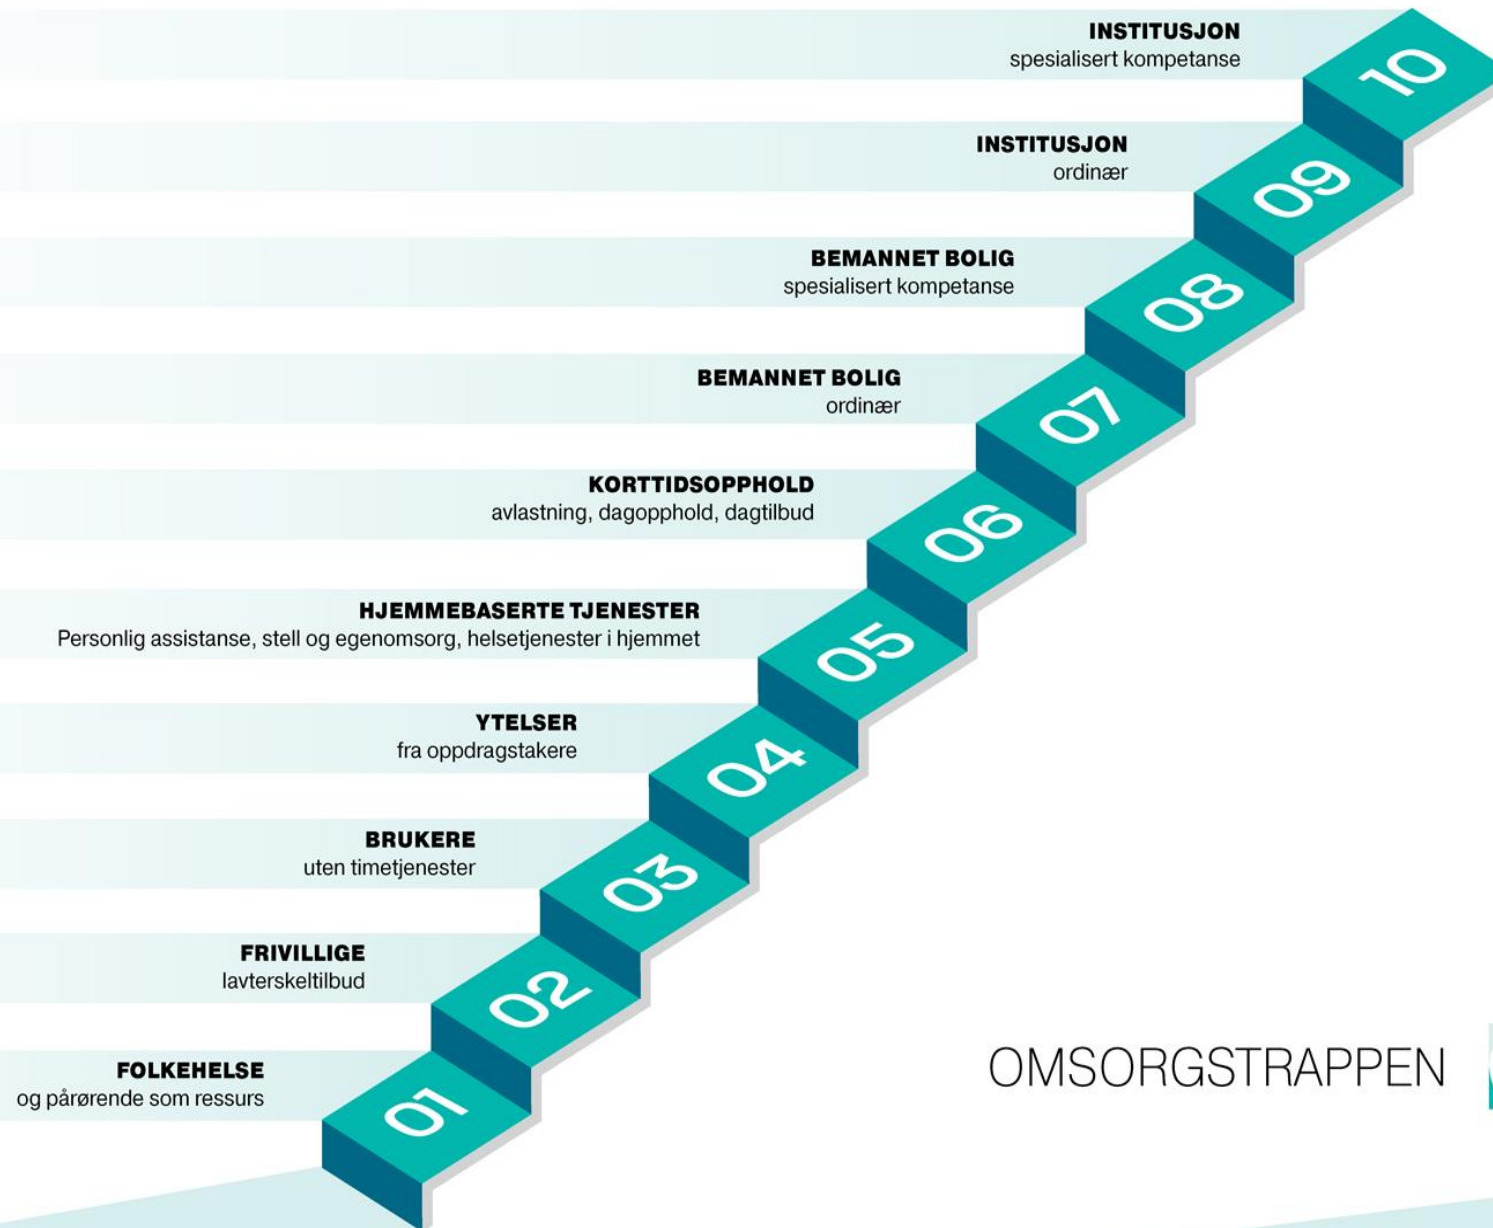 INSTITUSJON
spesialisert kompetanse
10
INSTITUSJON
ordinær
09
BEMANNET BOLIG
spesialisert kompetanse
08
BEMANNET BOLIG
ordinær
07
KORTTIDSOPPHOLD
avlastning, dagopphold, dagtilbud
06
HJEMMEBASERTE TJENESTER
Personlig assistanse, stell og egenomsorg, helsetjenester i hjemmet
05
YTELSER
fra oppdragstakere
04
BRUKERE
uten timetjenester
03
FRIVILLIGE
lavterskeltilbud
02
FOLKEHELSE
og pårørende som ressurs
01
OMSORGSTRAPPEN